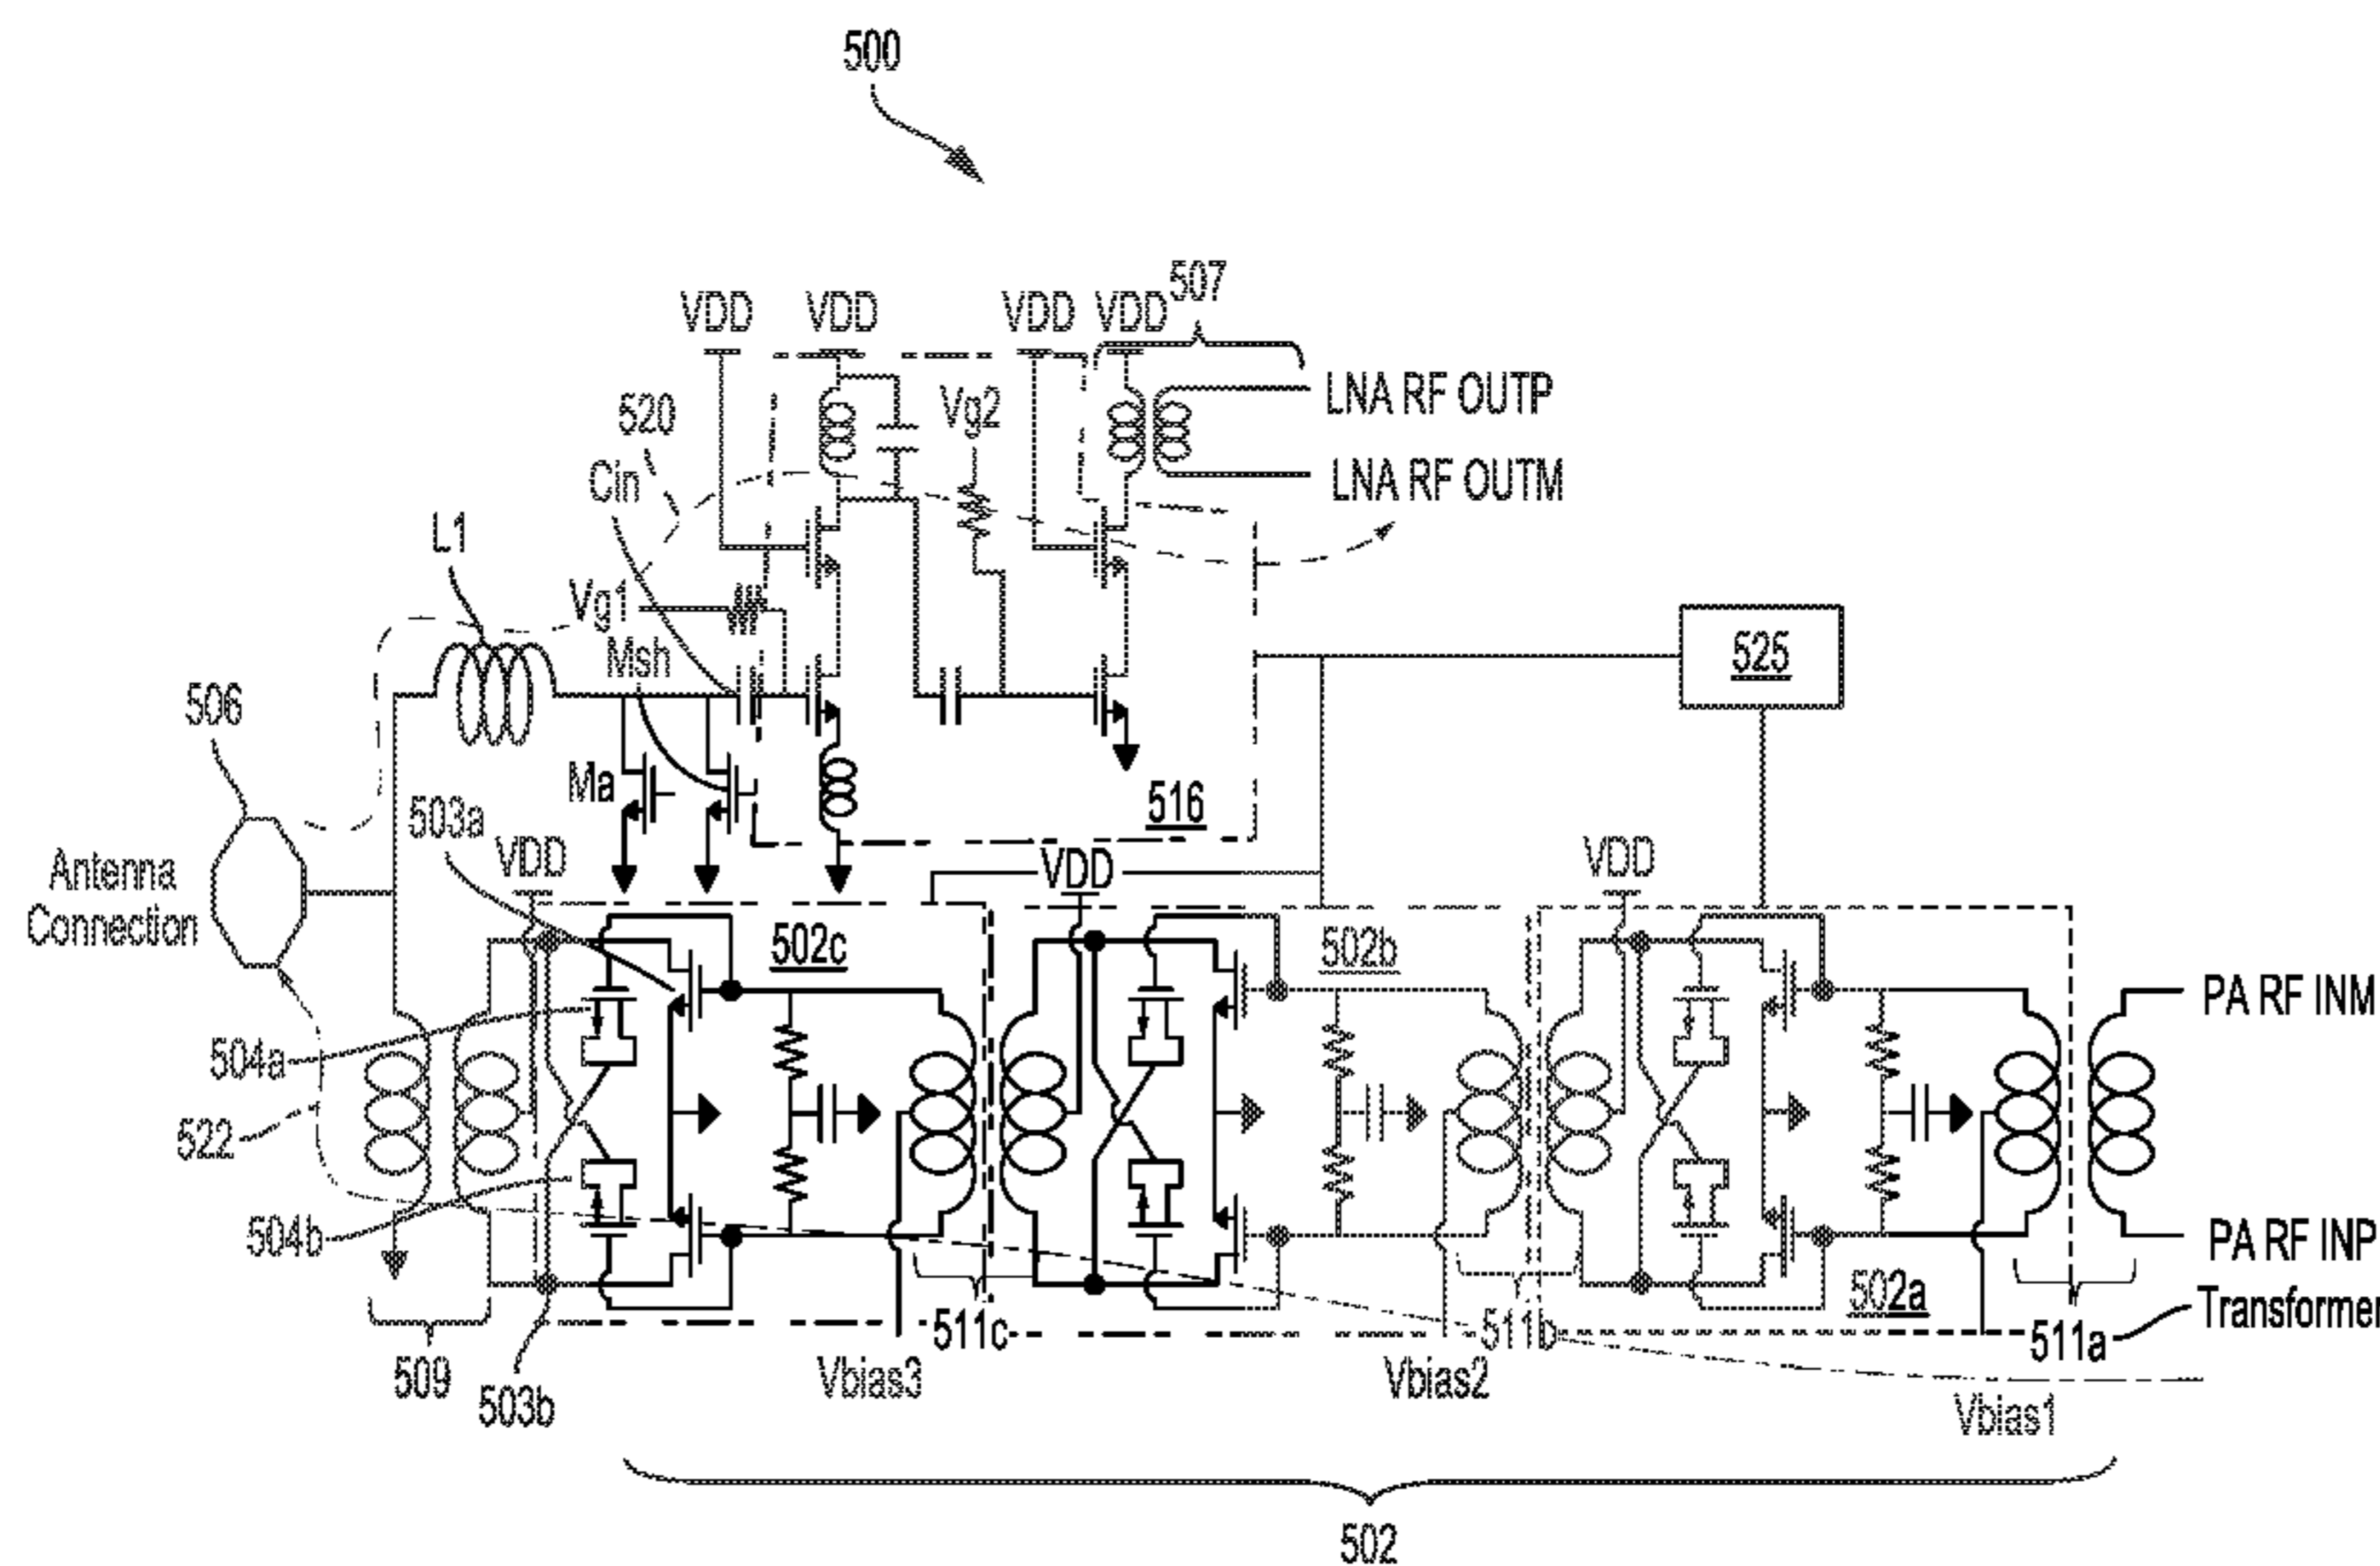 500
507
VDD VDD VDD VDD
520
Vg2
LNA RF OUTP
Cin
LNA RF OUTM
L1
Vg1
Msh
525
506
Ma
516
503a
Antenna
Connection
VDD
VDD
VDD
502c
502b
PA RF INM
504a
522
504b
PA RF INP
502a
511c
511b
511a
Transformer
509
503b
Vbias3
Vbias2
Vbias1
502